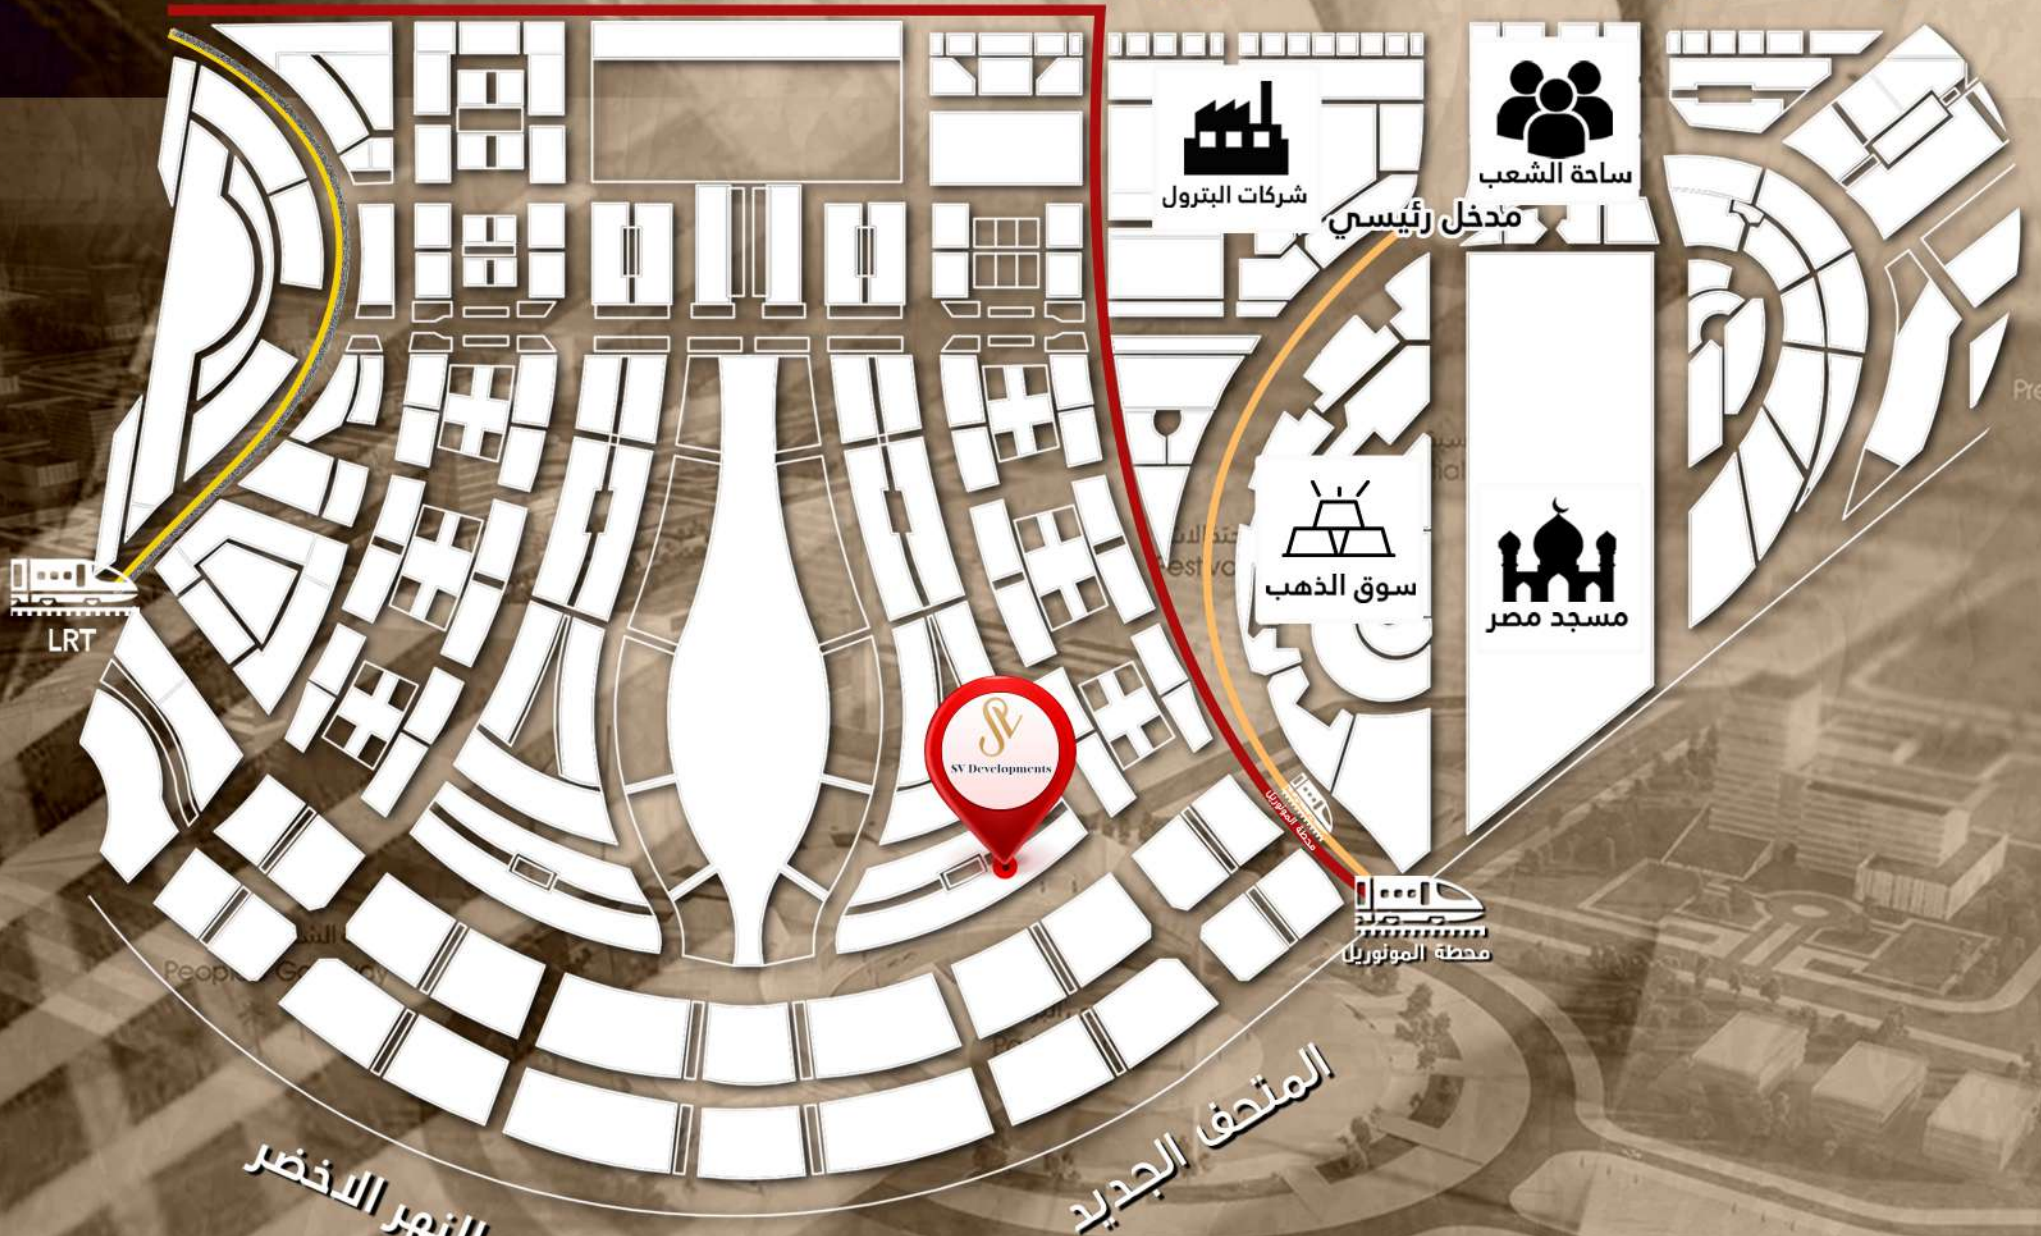 ساحة الشعب
شركات البترول
مدخل رئيسي
سوق الذهب
مسجد مصر
LRT
SV Developments
محطة المونوريل
محطة المونوريل
People
المتحف الجديد
النهر الاخضر